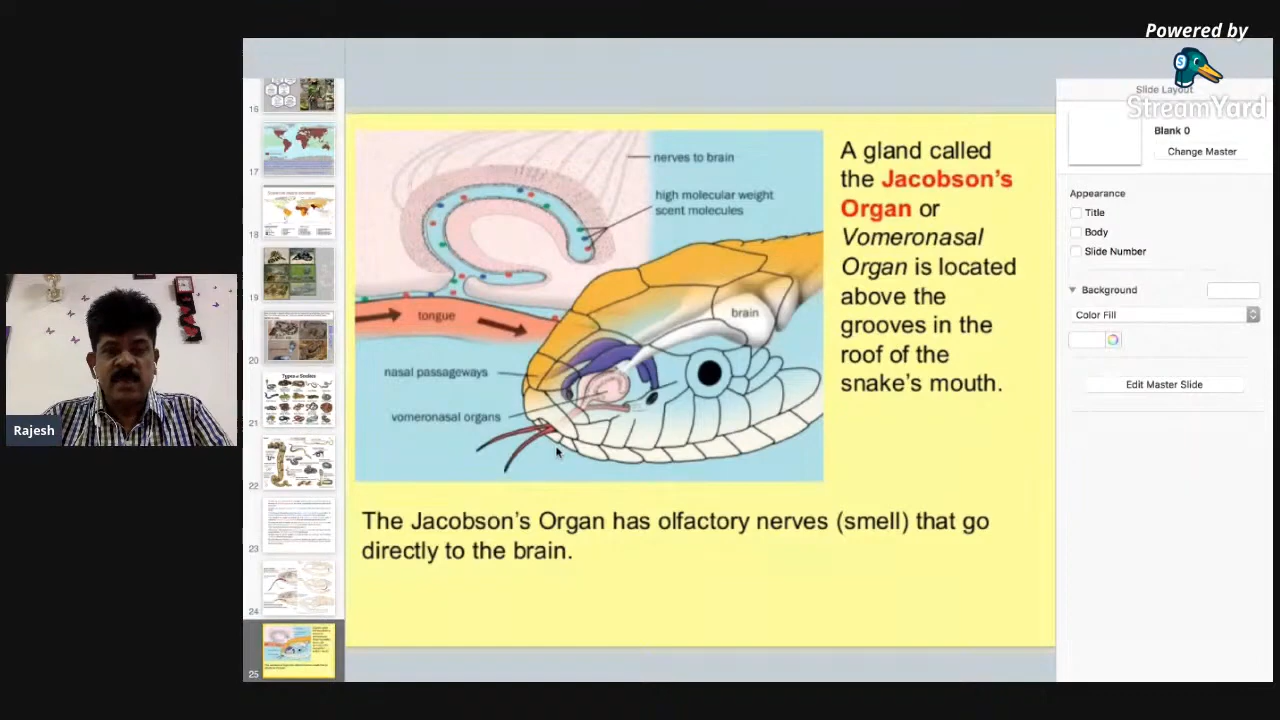 Powered by
StreamYard
Slide Layout
Blank 0
Change Master
Appearance
Title
Body
Slide Number
Background
Color Fill
Edit Master Slide
16
17
18
19
20
Types of Snakes
21
22
23
24
25
nerves to brain
high molecular weight
scent molecules
tongue
brain
nasal passageways
vomeronasal organs
A gland called
the Jacobson's
Organ or
Vomeronasal
Organ is located
above the
grooves in the
roof of the
snake's mouth.
The Jacobson's Organ has olfactory nerves (smell) that go
directly to the brain.
Rajesh